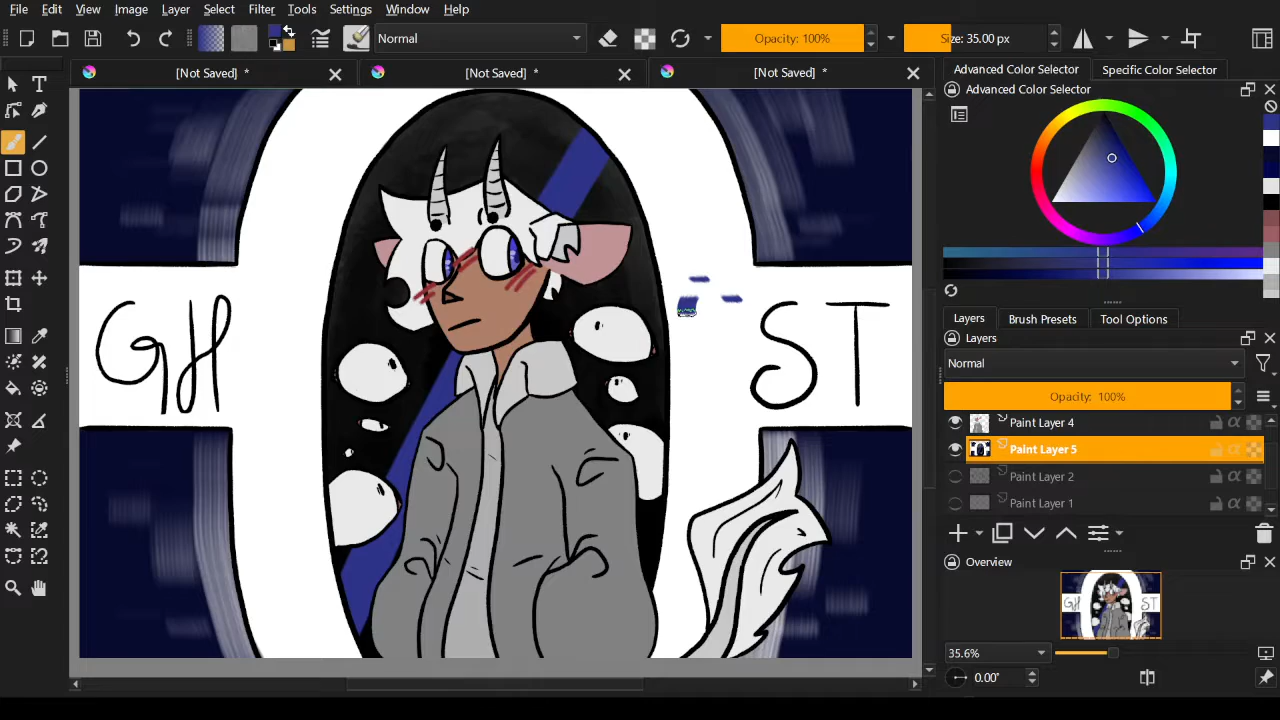 File Edit View Image Layer Select Filter Tools Settings Window Help
Normal Opacity: 100% Size: 35.00 px
[Not Saved] * [Not Saved] * [Not Saved] *
Advanced Color Selector Specific Color Selector
Advanced Color Selector
GH ST
Layers Brush Presets Tool Options
Layers
Normal
Opacity: 100%
Paint Layer 4
Paint Layer 5
Paint Layer 2
Paint Layer 1
Overview
GH ST
35.6%
0.00°